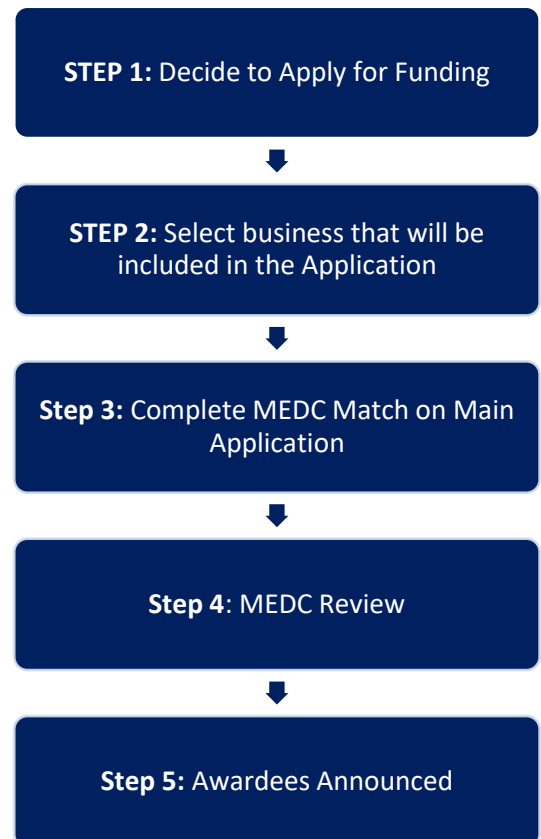 STEP 1: Decide to Apply for Funding
STEP 2: Select business that will be
included in the Application
Step 3: Complete MEDC Match on Main
Application
Step 4: MEDC Review
Step 5: Awardees Announced